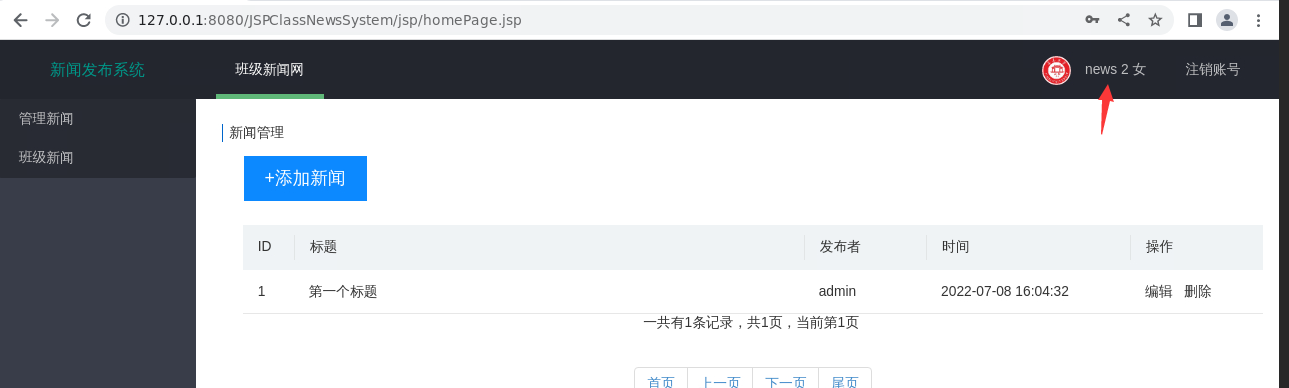 127.0.0.1:8080/JSPClassNewsSystem/jsp/homePage.jsp
新闻发布系统 班级新闻网 news 2 女 注销账号
管理新闻
班级新闻
新闻管理
+添加新闻
ID 标题 发布者 时间 操作
1 第一个标题 admin 2022-07-08 16:04:32 编辑 删除
一共有1条记录，共1页，当前第1页
首页 上一页 下一页 尾页